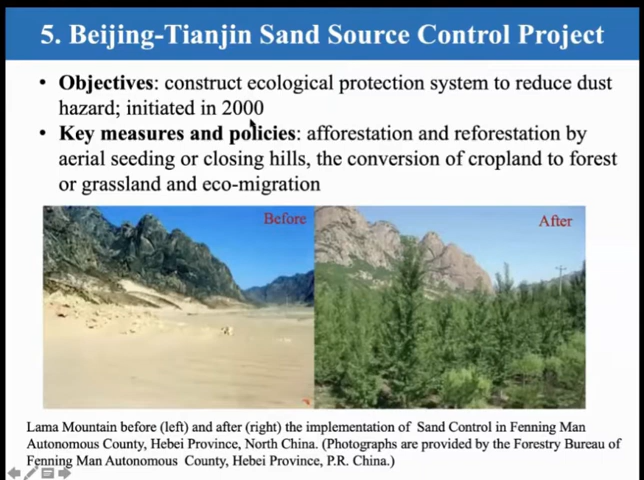 5. Beijing-Tianjin Sand Source Control Project
• Objectives: construct ecological protection system to reduce dust
hazard; initiated in 2000
• Key measures and policies: afforestation and reforestation by
aerial seeding or closing hills, the conversion of cropland to forest
or grassland and eco-migration
Before
After
Lama Mountain before (left) and after (right) the implementation of Sand Control in Fenning Man
Autonomous County, Hebei Province, North China. (Photographs are provided by the Forestry Bureau of
Fenning Man Autonomous County, Hebei Province, P.R. China.)